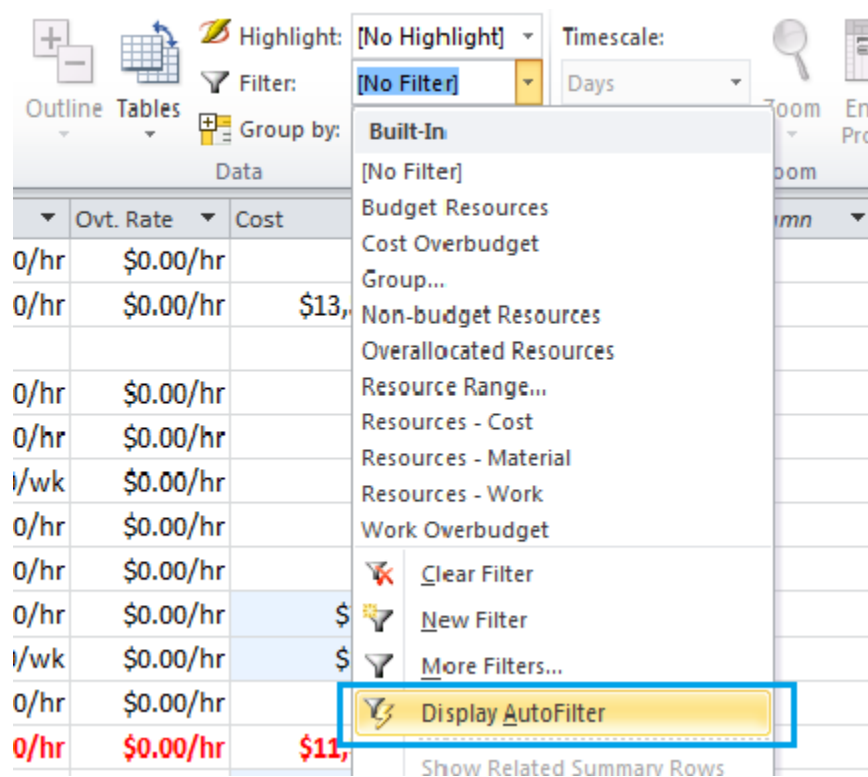 Highlight: [No Highlight] Timescale:
Filter: [No Filter] Days
Outline Tables
Group by:
Data
Built-In
[No Filter]
Budget Resources
Cost Overbudget
Group...
Non-budget Resources
Overallocated Resources
Resource Range...
Resources - Cost
Resources - Material
Resources - Work
Work Overbudget
Clear Filter
New Filter
More Filters...
Display AutoFilter
Show Related Summary Rows
Ovt. Rate Cost
0/hr $0.00/hr
0/hr $0.00/hr $13,
0/hr $0.00/hr
0/hr $0.00/hr
/wk $0.00/hr
0/hr $0.00/hr
0/hr $0.00/hr
0/hr $0.00/hr $
/wk $0.00/hr $
0/hr $0.00/hr
0/hr $0.00/hr $11,